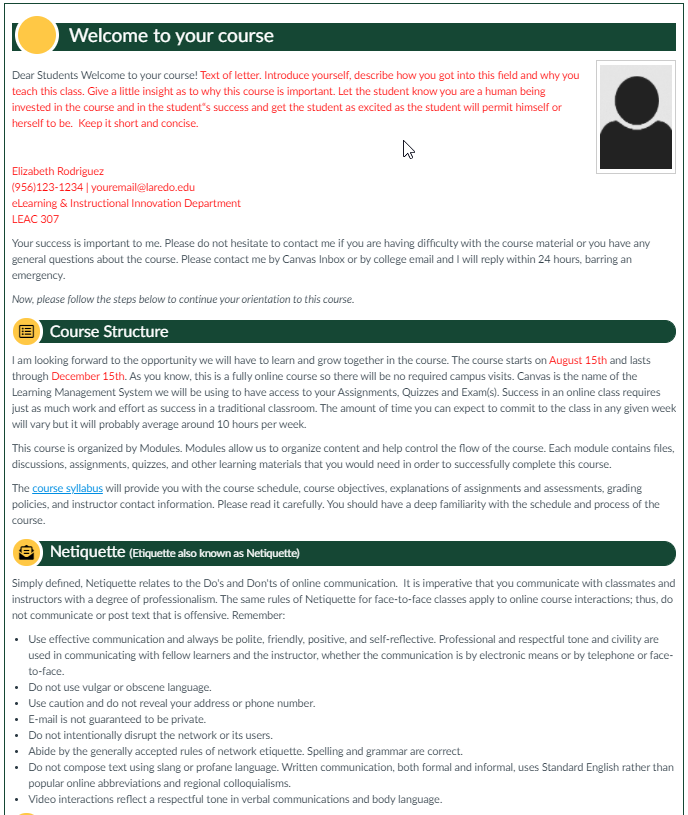 Welcome to your course
Dear Students Welcome to your course! Text of letter. Introduce yourself, describe how you got into this field and why you
teach this class. Give a little insight as to why this course is important. Let the student know you are a human being
invested in the course and in the student"s success and get the student as excited as the student will permit himself or
herself to be.  Keep it short and concise.
Elizabeth Rodriguez
(956)123-1234 | youremail@laredo.edu
eLearning & Instructional Innovation Department
LEAC 307
Your success is important to me. Please do not hesitate to contact me if you are having difficulty with the course material or you have any
general questions about the course. Please contact me by Canvas Inbox or by college email and I will reply within 24 hours, barring an
emergency.
Now, please follow the steps below to continue your orientation to this course.
Course Structure
I am looking forward to the opportunity we will have to learn and grow together in the course. The course starts on August 15th and lasts
through December 15th. As you know, this is a fully online course so there will be no required campus visits. Canvas is the name of the
Learning Management System we will be using to have access to your Assignments, Quizzes and Exam(s). Success in an online class requires
just as much work and effort as success in a traditional classroom. The amount of time you can expect to commit to the class in any given week
will vary but it will probably average around 10 hours per week.
This course is organized by Modules. Modules allow us to organize content and help control the flow of the course. Each module contains files,
discussions, assignments, quizzes, and other learning materials that you would need in order to successfully complete this course.
The course syllabus will provide you with the course schedule, course objectives, explanations of assignments and assessments, grading
policies, and instructor contact information. Please read it carefully. You should have a deep familiarity with the schedule and process of the
course.
Netiquette (Etiquette also known as Netiquette)
Simply defined, Netiquette relates to the Do's and Don'ts of online communication.  It is imperative that you communicate with classmates and
instructors with a degree of professionalism. The same rules of Netiquette for face-to-face classes apply to online course interactions; thus, do
not communicate or post text that is offensive. Remember:
• Use effective communication and always be polite, friendly, positive, and self-reflective. Professional and respectful tone and civility are
used in communicating with fellow learners and the instructor, whether the communication is by electronic means or by telephone or face-
to-face.
• Do not use vulgar or obscene language.
• Use caution and do not reveal your address or phone number.
• E-mail is not guaranteed to be private.
• Do not intentionally disrupt the network or its users.
• Abide by the generally accepted rules of network etiquette. Spelling and grammar are correct.
• Do not compose text using slang or profane language. Written communication, both formal and informal, uses Standard English rather than
popular online abbreviations and regional colloquialisms.
• Video interactions reflect a respectful tone in verbal communications and body language.